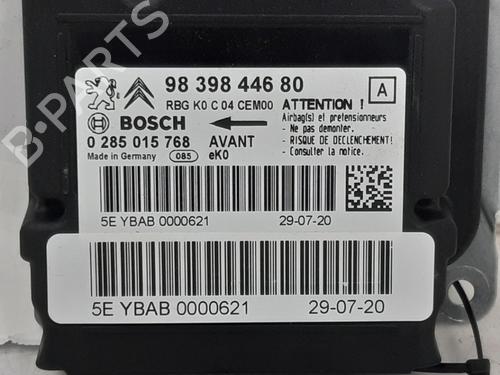 98 398 446 80
A
RBG K0 C 04 CEM00 ATTENTION !
BOSCH
Airbag(s) et pretensionneurs
- Ne pas demonter.
- RISQUE DE DECLENCHEMENT!
- Consulter la notice.
0 285 015 768 AVANT
Made in Germany 085 eK0
5E YBAB 0000621 29-07-20
5E YBAB 0000621 29-07-20
B-PARTS